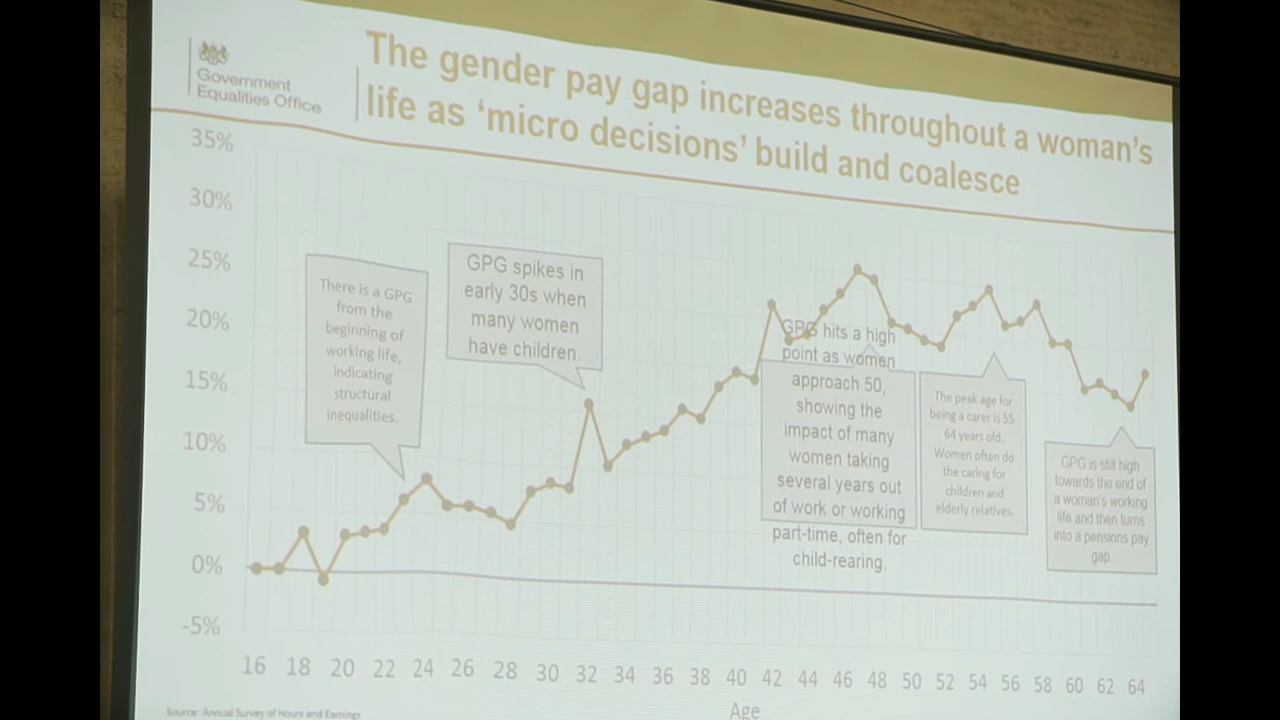 Government
Equalities Office
The gender pay gap increases throughout a woman's
life as 'micro decisions' build and coalesce
35%
30%
25%
20%
15%
10%
5%
0%
-5%
There is a GPG
from the
beginning of
working life,
indicating
structural
inequalities.
GPG spikes in
early 30s when
many women
have children.
GPG hits a high
point as women
approach 50,
showing the
impact of many
women taking
several years out
of work or working
part-time, often for
child-rearing.
The peak age for
being a carer is 55-
64 years old.
Women often do
the caring for
children and
elderly relatives.
GPG is still high
towards the end of
a woman's working
life and then turns
into a pensions pay
gap
16 18 20 22 24 26 28 30 32 34 36 38 40 42 44 46 48 50 52 54 56 58 60 62 64
Age
Source: Annual Survey of Hours and Earnings